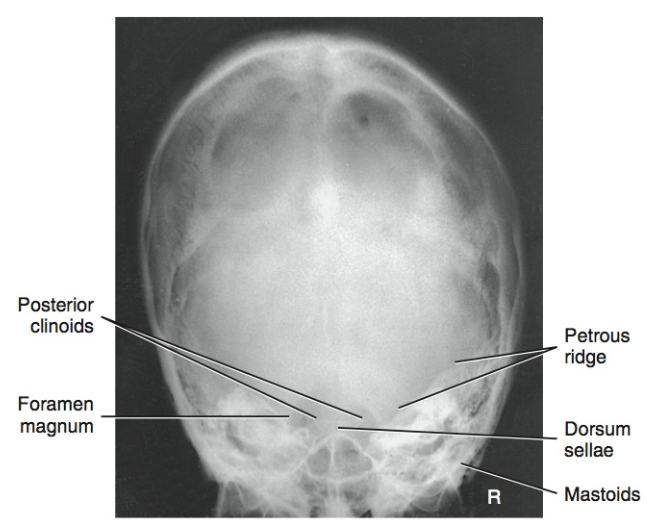 Posterior
clinoids
Foramen
magnum
Petrous
ridge
Dorsum
sellae
Mastoids
R